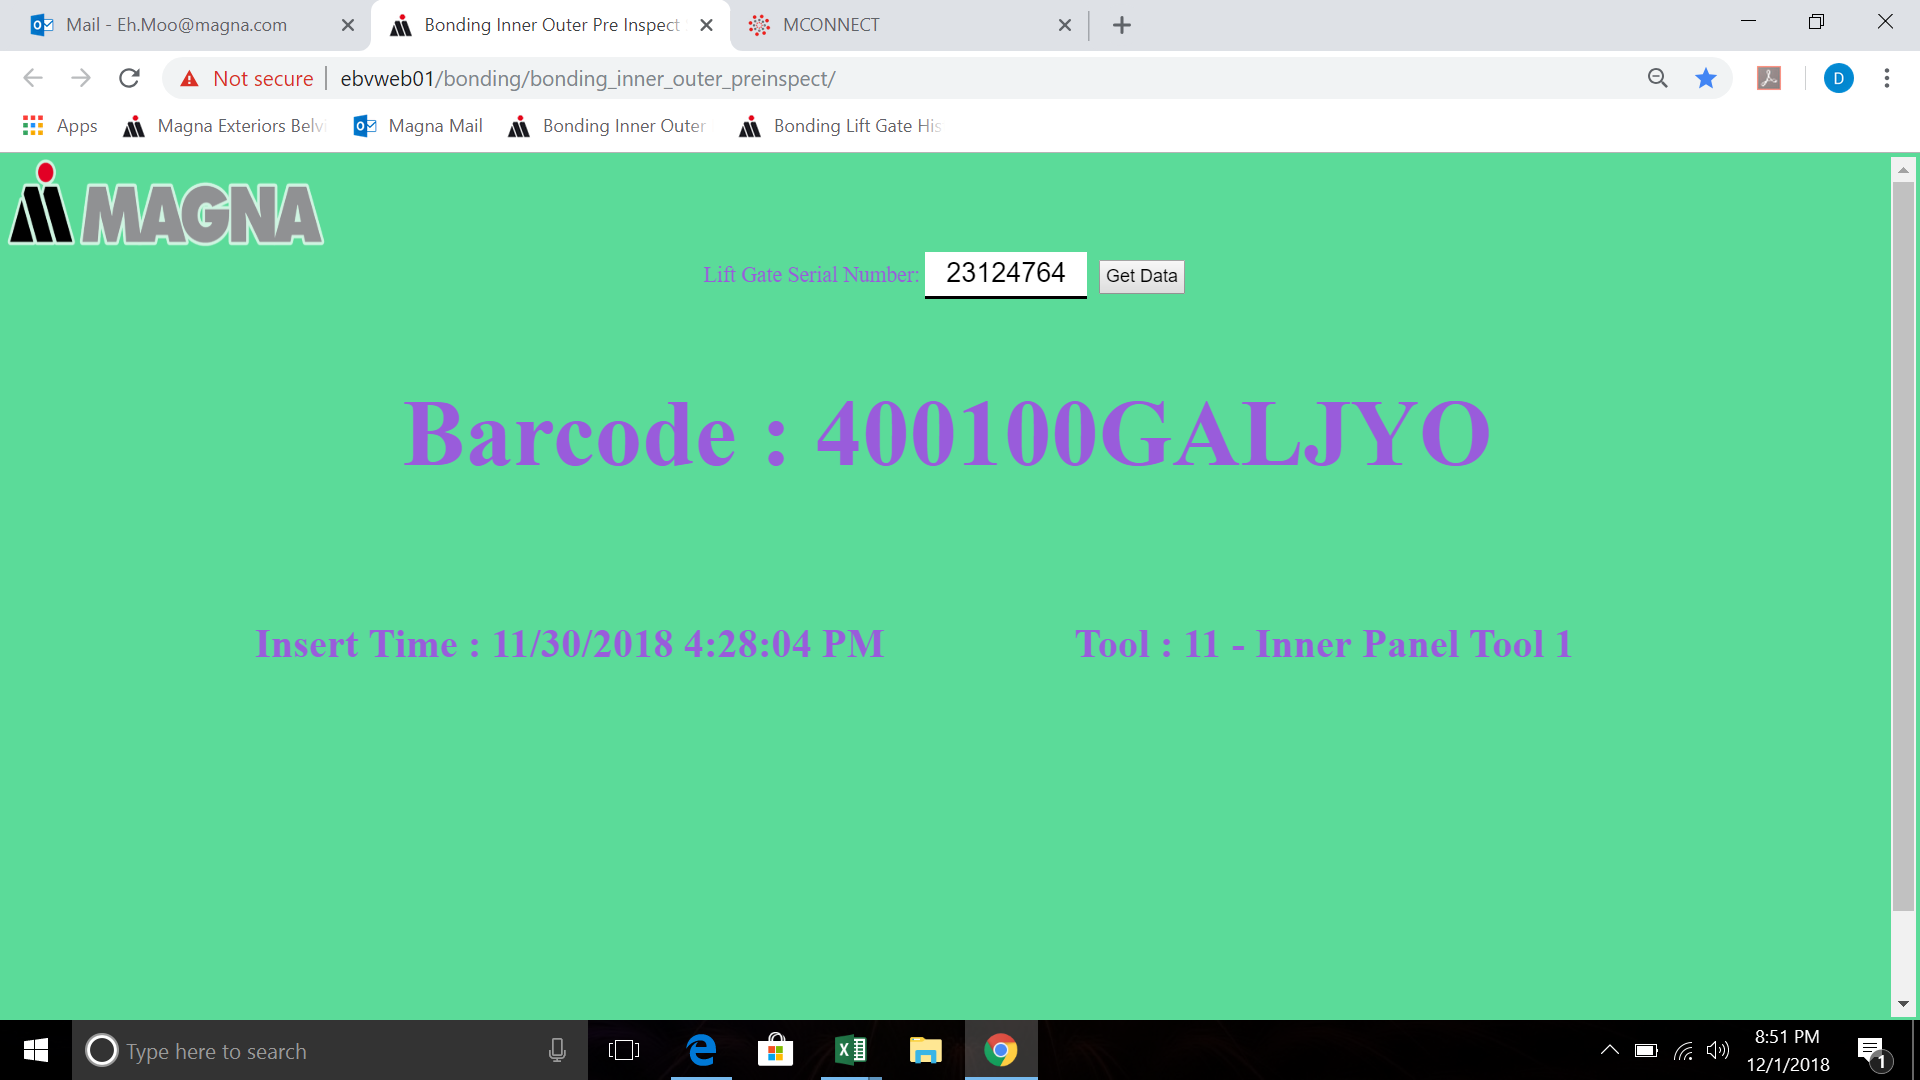 Mail - Eh.Moo@magna.com
Bonding Inner Outer Pre Inspect
MCONNECT
Not secure
ebvweb01/bonding/bonding_inner_outer_preinspect/
D
Apps
Magna Exteriors Belvi
Magna Mail
Bonding Inner Outer
Bonding Lift Gate His
MAGNA
Lift Gate Serial Number: 23124764 Get Data
Barcode : 400100GALJYO
Insert Time : 11/30/2018 4:28:04 PM
Tool : 11 - Inner Panel Tool 1
Type here to search
8:51 PM
12/1/2018
1